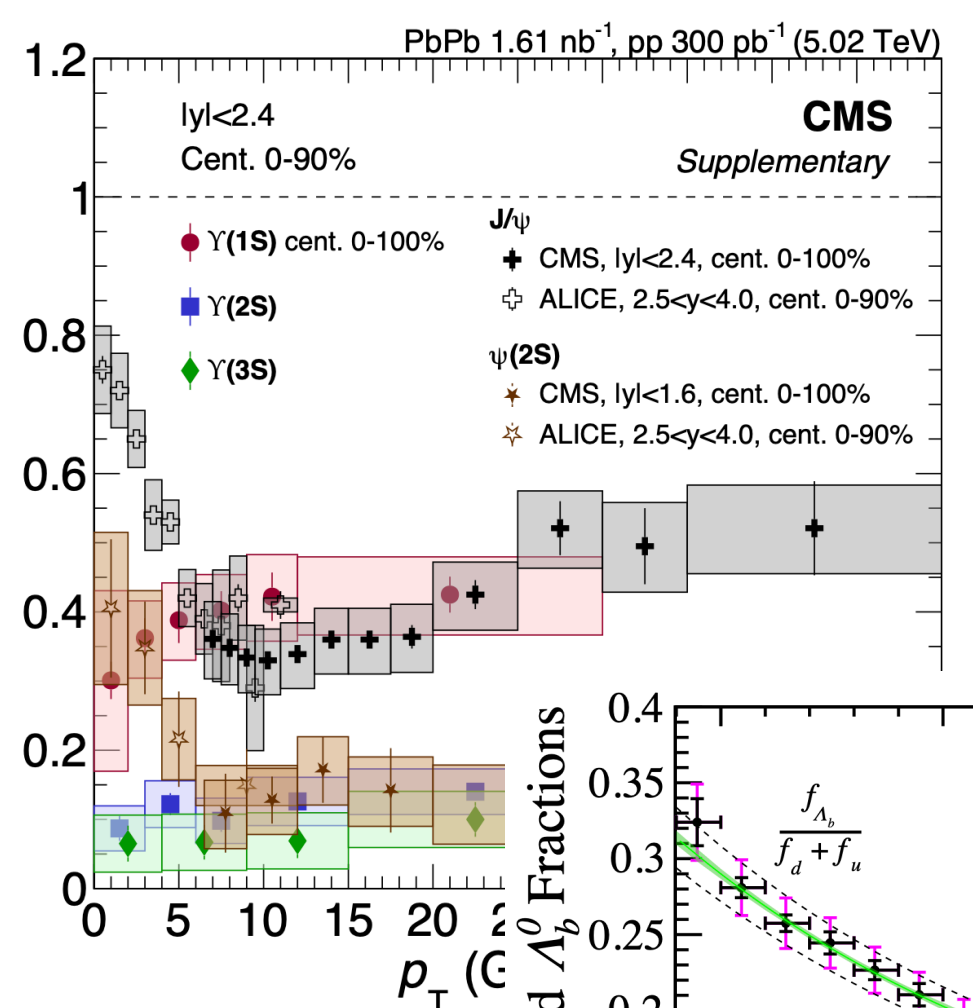 PbPb 1.61 nb⁻¹, pp 300 pb⁻¹ (5.02 TeV)
1.2
|y|<2.4
CMS
Cent. 0-90%
Supplementary
1
J/ψ
ϒ(1S) cent. 0-100%
CMS, |y|<2.4, cent. 0-100%
ϒ(2S)
ALICE, 2.5<y<4.0, cent. 0-90%
0.8
ψ(2S)
ϒ(3S)
CMS, |y|<1.6, cent. 0-100%
ALICE, 2.5<y<4.0, cent. 0-90%
0.6
0.4
0.2
0
0 5 10 15 20 2
p_T (G
d Λ_b^0 Fractions
0.4
0.35
0.3
0.25
f_Λ_b
f_d + f_u